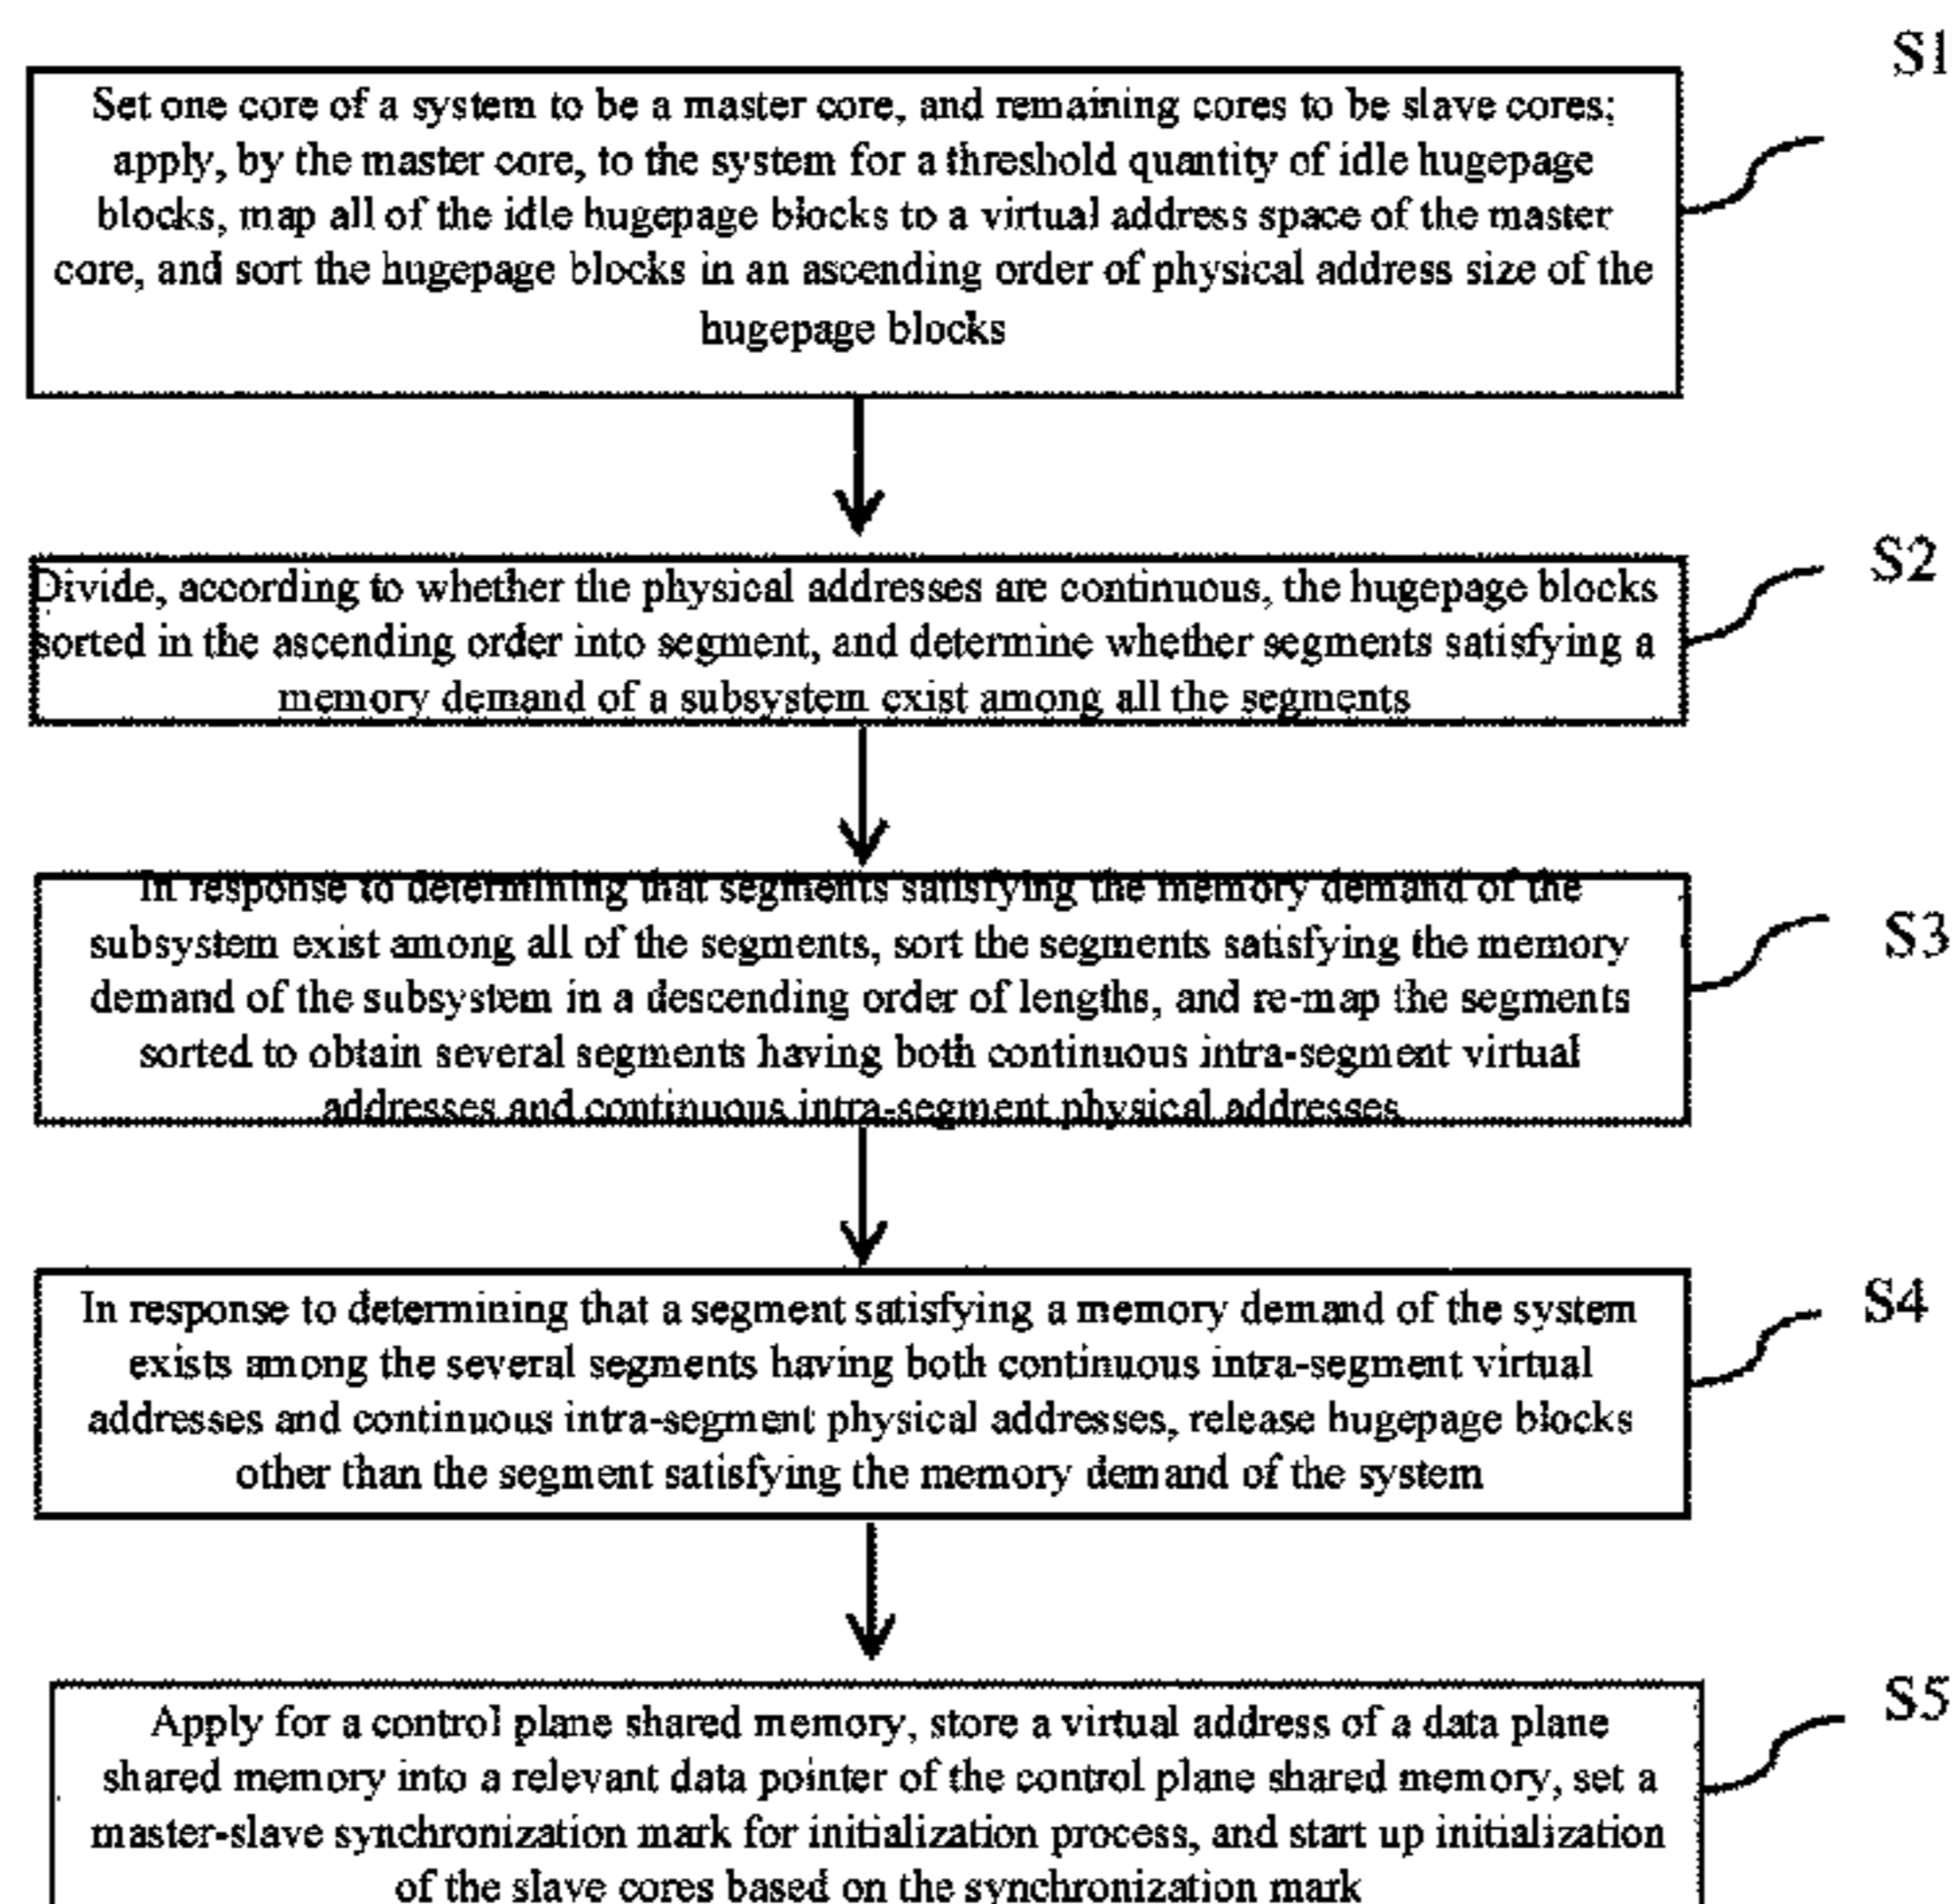 S1
Set one core of a system to be a master core, and remaining cores to be slave cores;
apply, by the master core, to the system for a threshold quantity of idle hugepage
blocks, map all of the idle hugepage blocks to a virtual address space of the master
core, and sort the hugepage blocks in an ascending order of physical address size of the
hugepage blocks
S2
Divide, according to whether the physical addresses are continuous, the hugepage blocks
sorted in the ascending order into segment, and determine whether segments satisfying a
memory demand of a subsystem exist among all the segments
S3
In response to determining that segments satisfying the memory demand of the
subsystem exist among all of the segments, sort the segments satisfying the memory
demand of the subsystem in a descending order of lengths, and re-map the segments
sorted to obtain several segments having both continuous intra-segment virtual
addresses and continuous intra-segment physical addresses
S4
In response to determining that a segment satisfying a memory demand of the system
exists among the several segments having both continuous intra-segment virtual
addresses and continuous intra-segment physical addresses, release hugepage blocks
other than the segment satisfying the memory demand of the system
S5
Apply for a control plane shared memory, store a virtual address of a data plane
shared memory into a relevant data pointer of the control plane shared memory, set a
master-slave synchronization mark for initialization process, and start up initialization
of the slave cores based on the synchronization mark